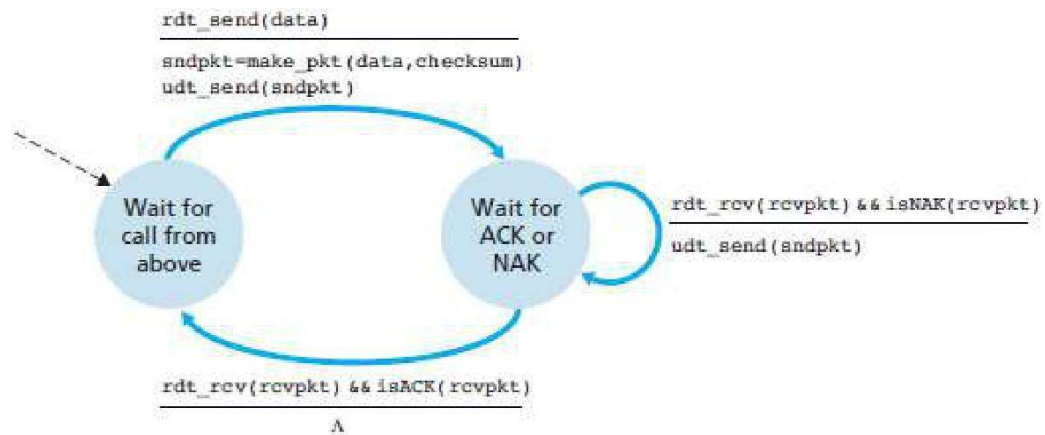 rdt_send(data)
sndpkt=make_pkt(data,checksum)
udt_send(sndpkt)
Wait for
call from
above
Wait for
ACK or
NAK
rdt_rcv(rcvpkt) && isNAK(rcvpkt)
udt_send(sndpkt)
rdt_rcv(rcvpkt) && isACK(rcvpkt)
Λ